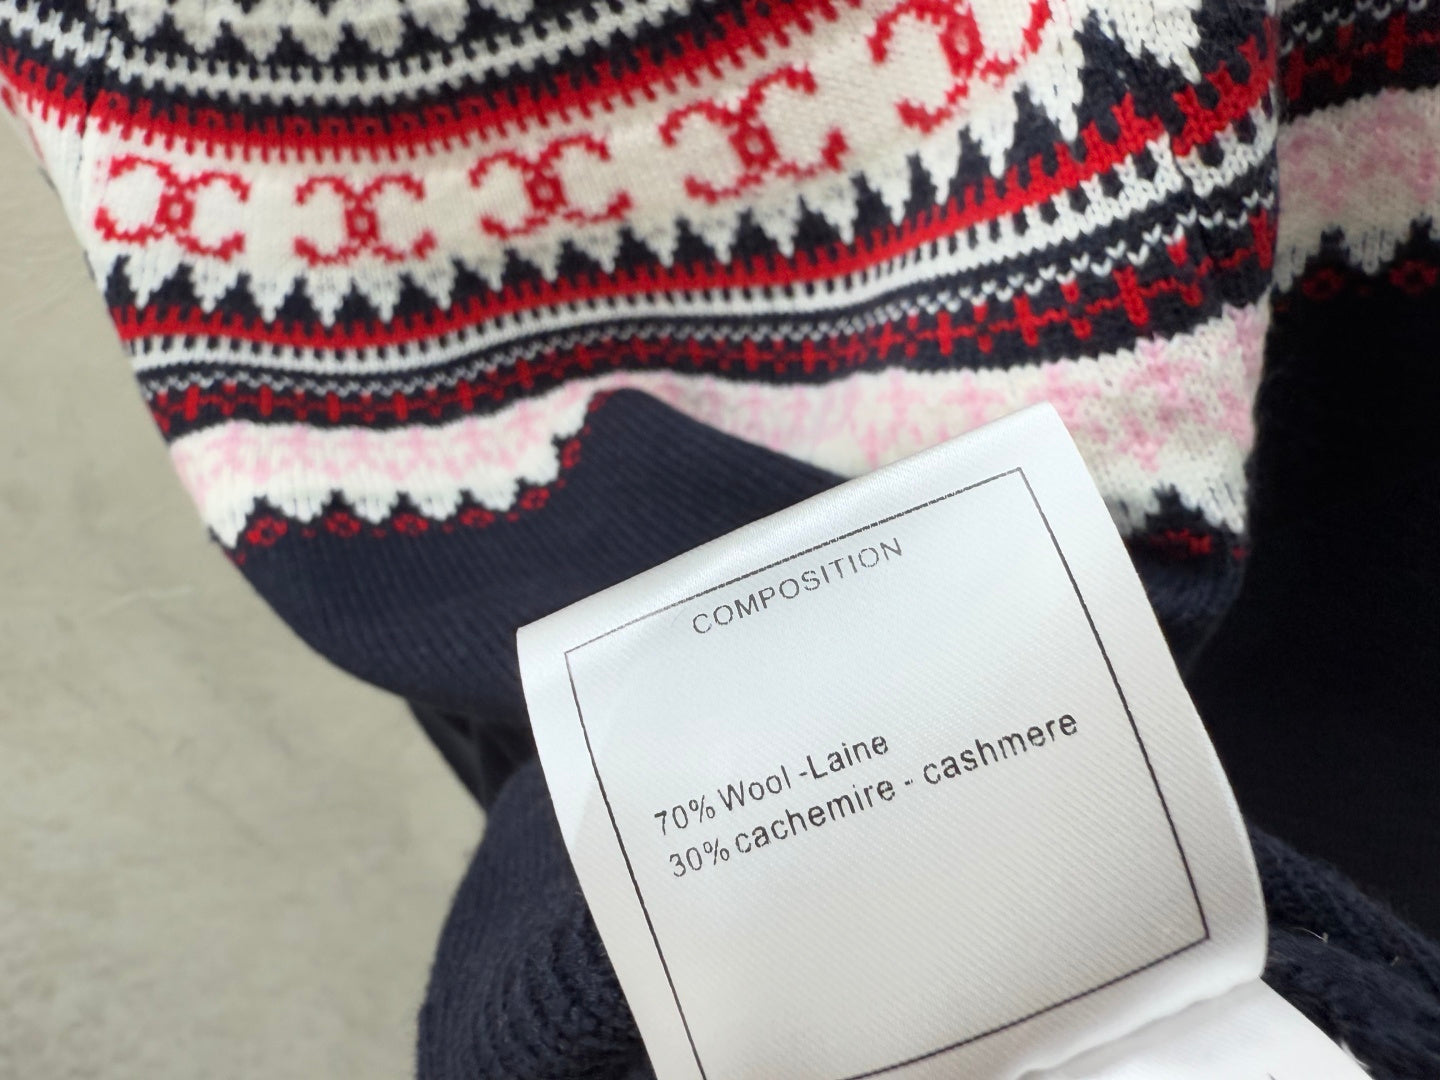 COMPOSITION
70% Wool -Laine
30% cachemire - cashmere